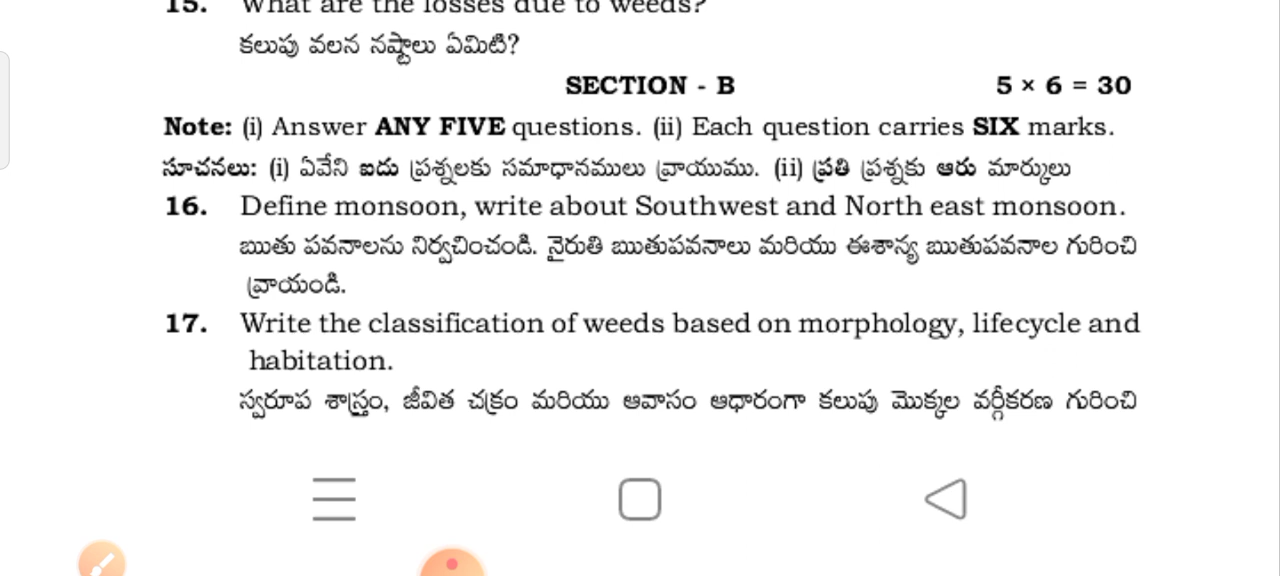 15. What are the losses due to weeds?
కలుపు వలన నష్టాలు ఏమిటి?
SECTION - B 5 × 6 = 30
Note: (i) Answer ANY FIVE questions. (ii) Each question carries SIX marks.
సూచనలు: (i) ఏవేని ఐదు ప్రశ్నలకు సమాధానములు వ్రాయుము. (ii) ప్రతి ప్రశ్నకు ఆరు మార్కులు
16. Define monsoon, write about Southwest and North east monsoon.
ఋతు పవనాలను నిర్వచించండి. నైరుతి ఋతుపవనాలు మరియు ఈశాన్య ఋతుపవనాల గురించి
వ్రాయండి.
17. Write the classification of weeds based on morphology, lifecycle and
habitation.
స్వరూప శాస్త్రం, జీవిత చక్రం మరియు ఆవాసం ఆధారంగా కలుపు మొక్కల వర్గీకరణ గురించి